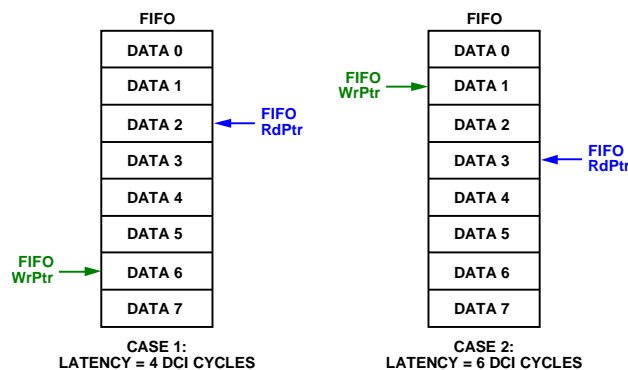 FIFO
DATA 0
DATA 1
DATA 2
DATA 3
DATA 4
DATA 5
DATA 6
DATA 7
FIFO
RdPtr
FIFO
WrPtr
CASE 1:
LATENCY = 4 DCI CYCLES
FIFO
DATA 0
DATA 1
DATA 2
DATA 3
DATA 4
DATA 5
DATA 6
DATA 7
FIFO
WrPtr
FIFO
RdPtr
CASE 2:
LATENCY = 6 DCI CYCLES